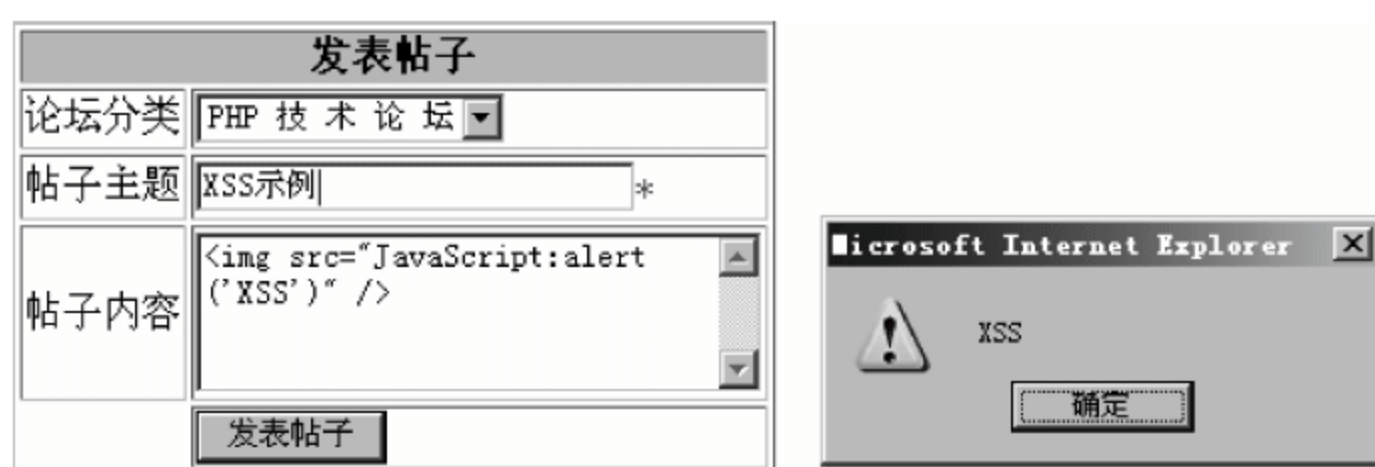 发表帖子
论坛分类 PHP 技 术 论 坛
帖子主题 XSS示例 *
帖子内容 <img src="JavaScript:alert
('XSS')" />
发表帖子
Microsoft Internet Explorer
XSS
确定